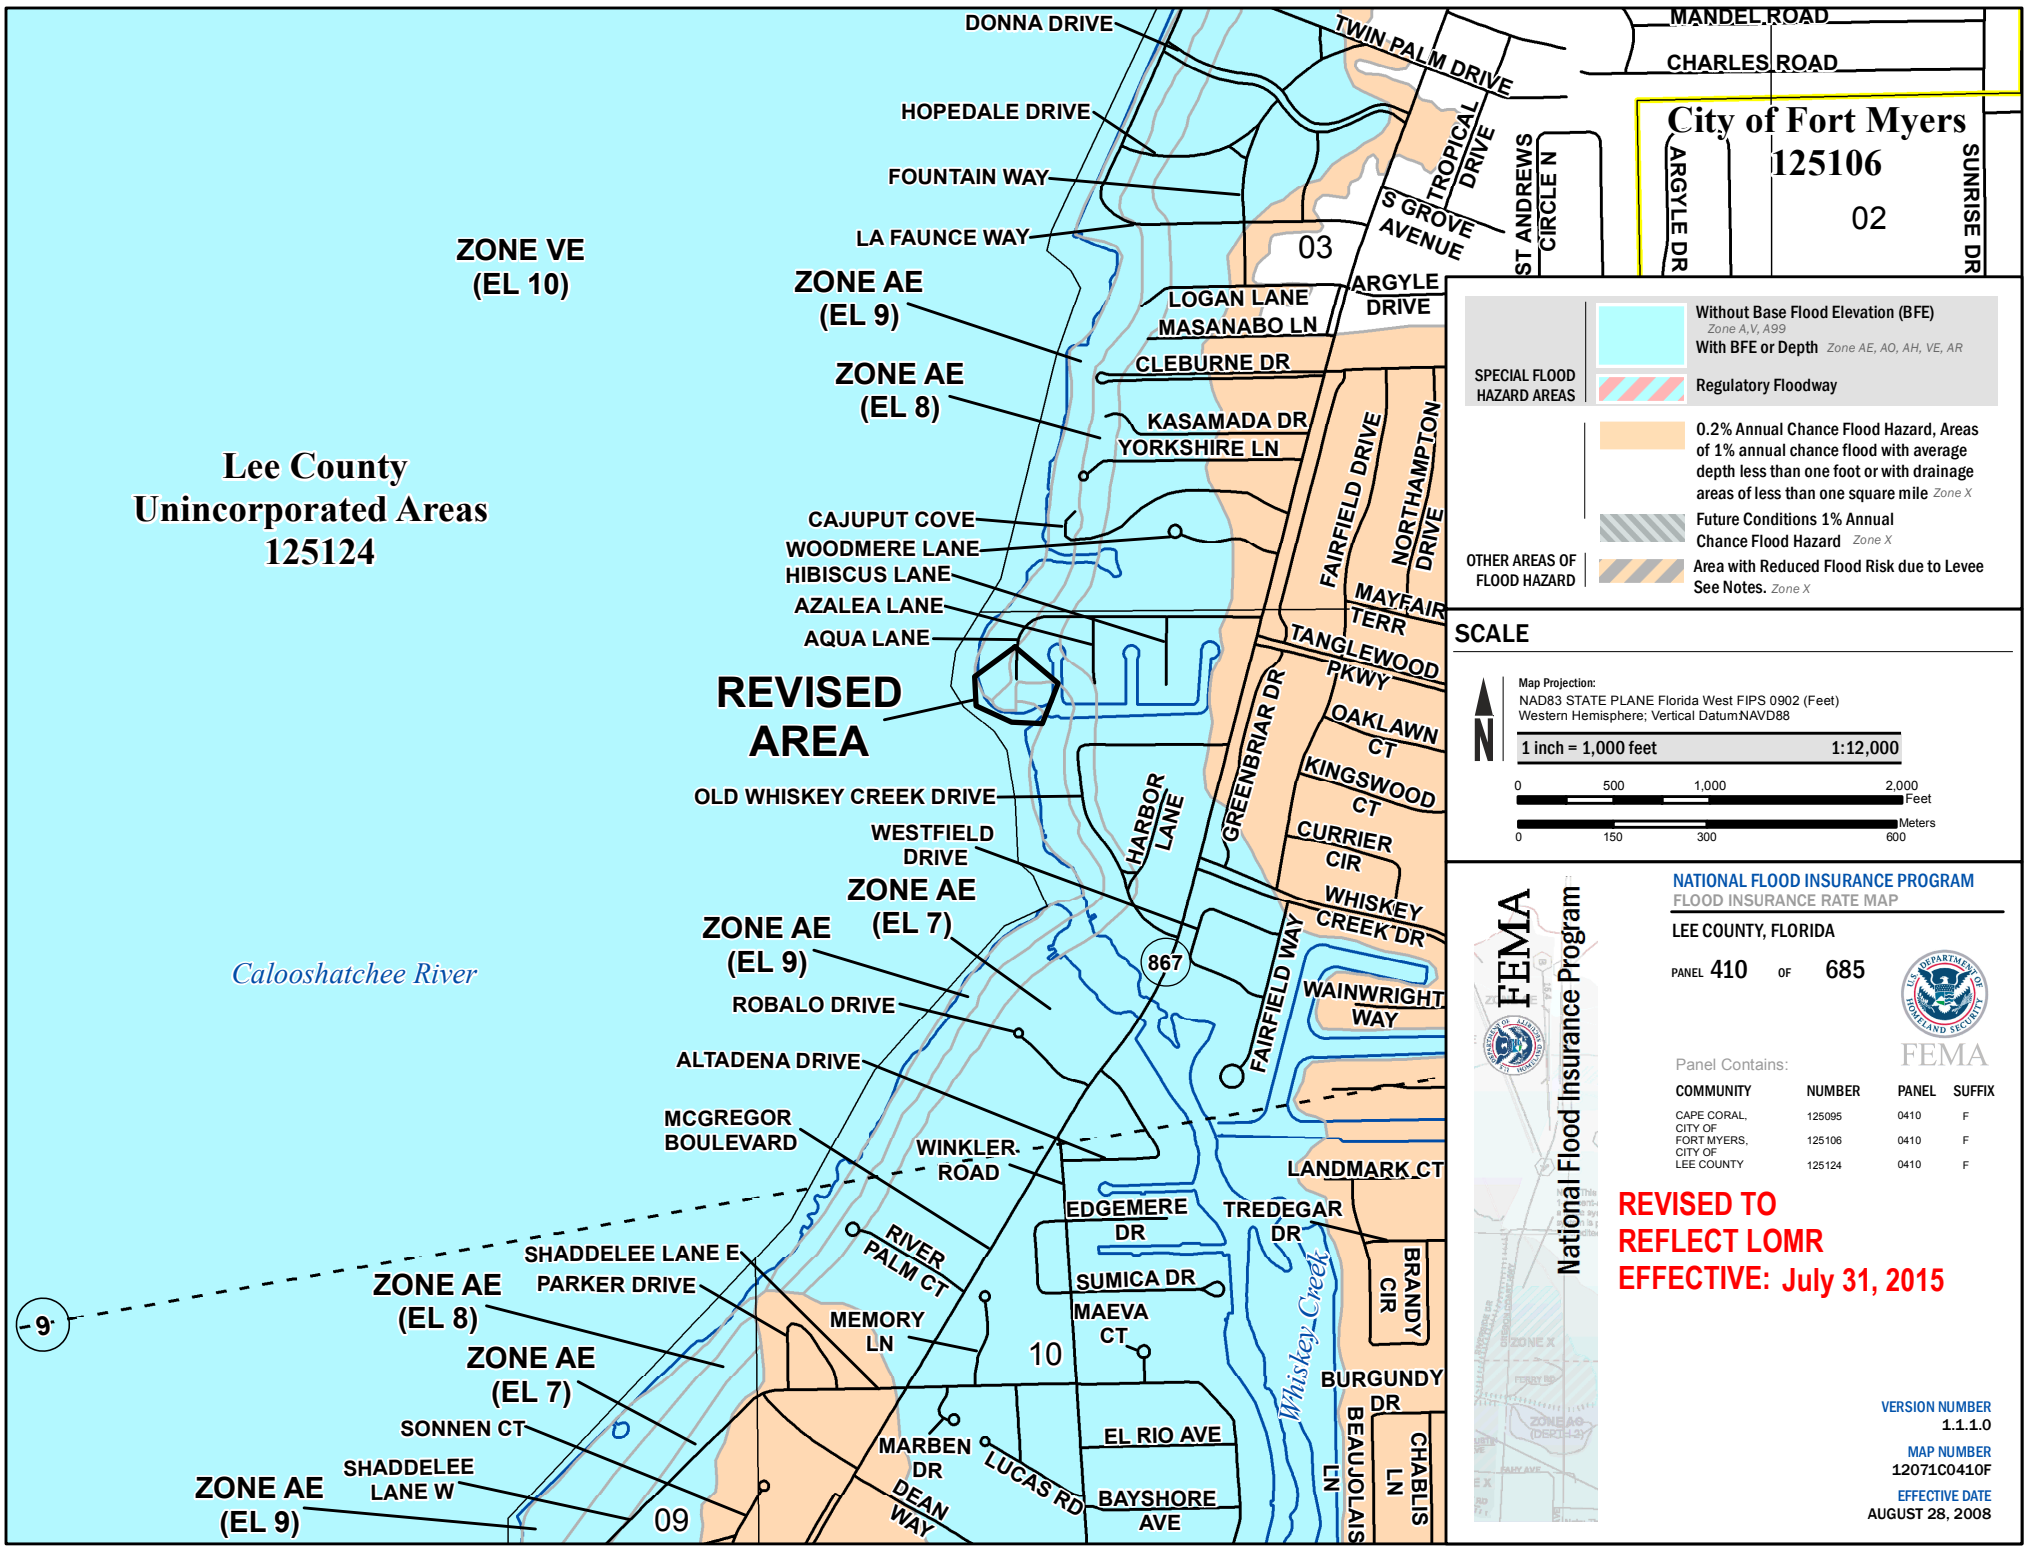 DONNA DRIVE
TWIN PALM DRIVE
MANDEL ROAD
CHARLES ROAD
HOPEDALE DRIVE
TROPICAL
DRIVE
City of Fort Myers
125106
FOUNTAIN WAY
ST ANDREWS
CIRCLE N
ARGYLE DR
SUNRISE DR
02
S GROVE
AVENUE
LA FAUNCE WAY
03
ZONE VE
(EL 10)
ZONE AE
(EL 9)
LOGAN LANE
ARGYLE
DRIVE
MASANABO LN
CLEBURNE DR
ZONE AE
(EL 8)
KASAMADA DR
YORKSHIRE LN
FAIRFIELD DRIVE
NORTHAMPTON
DRIVE
Lee County
Unincorporated Areas
125124
CAJUPUT COVE
WOODMERE LANE
HIBISCUS LANE
AZALEA LANE
AQUA LANE
MAYFAIR
TERR
TANGLEWOOD
PKWY
REVISED
AREA
GREENBRIAR DR
OAKLAWN
CT
KINGSWOOD
CT
OLD WHISKEY CREEK DRIVE
HARBOR
LANE
WESTFIELD
DRIVE
CURRIER
CIR
ZONE AE
(EL 7)
WHISKEY
CREEK DR
ZONE AE
(EL 9)
867
FAIRFIELD WAY
Calooshatchee River
ROBALO DRIVE
WAINWRIGHT
WAY
ALTADENA DRIVE
MCGREGOR
BOULEVARD
WINKLER
ROAD
LANDMARK CT
EDGEMERE
DR
TREDEGAR
DR
RIVER
PALM CT
SHADDELEE LANE E
PARKER DRIVE
ZONE AE
(EL 8)
SUMICA DR
BRANDY
CIR
Whiskey Creek
9
MEMORY
LN
MAEVA
CT
10
ZONE AE
(EL 7)
BURGUNDY
DR
SONNEN CT
MARBEN
DR
EL RIO AVE
LUCAS RD
BEAUJOLAIS
LN
CHABLIS
LN
SHADDELEE
LANE W
ZONE AE
(EL 9)
09
DEAN
WAY
BAYSHORE
AVE
SPECIAL FLOOD
HAZARD AREAS
Without Base Flood Elevation (BFE)
Zone A,V, A99
With BFE or Depth Zone AE, AO, AH, VE, AR
Regulatory Floodway
0.2% Annual Chance Flood Hazard, Areas
of 1% annual chance flood with average
depth less than one foot or with drainage
areas of less than one square mile Zone X
Future Conditions 1% Annual
Chance Flood Hazard Zone X
OTHER AREAS OF
FLOOD HAZARD
Area with Reduced Flood Risk due to Levee
See Notes. Zone X
SCALE
N
Map Projection:
NAD83 STATE PLANE Florida West FIPS 0902 (Feet)
Western Hemisphere; Vertical Datum:NAVD88
1 inch = 1,000 feet 1:12,000
0 500 1,000 2,000
Feet
Meters
0 150 300 600
FEMA
National Flood Insurance Program
NATIONAL FLOOD INSURANCE PROGRAM
FLOOD INSURANCE RATE MAP
LEE COUNTY, FLORIDA
PANEL 410 OF 685
U.S. DEPARTMENT OF
HOMELAND SECURITY
FEMA
Panel Contains:
COMMUNITY NUMBER PANEL SUFFIX
CAPE CORAL, 125095 0410 F
CITY OF
FORT MYERS, 125106 0410 F
CITY OF
LEE COUNTY 125124 0410 F
REVISED TO
REFLECT LOMR
EFFECTIVE: July 31, 2015
ZONE X
VERSION NUMBER
1.1.1.0
MAP NUMBER
12071C0410F
EFFECTIVE DATE
AUGUST 28, 2008